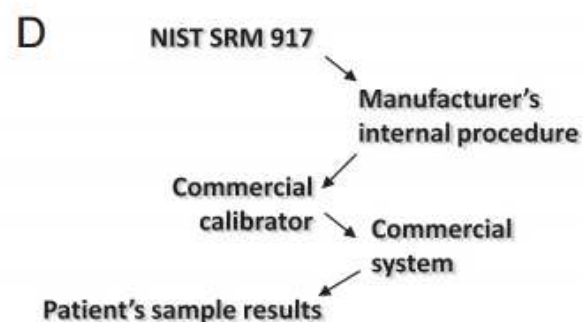 D
NIST SRM 917
Manufacturer's
internal procedure
Commercial
calibrator
Commercial
system
Patient's sample results